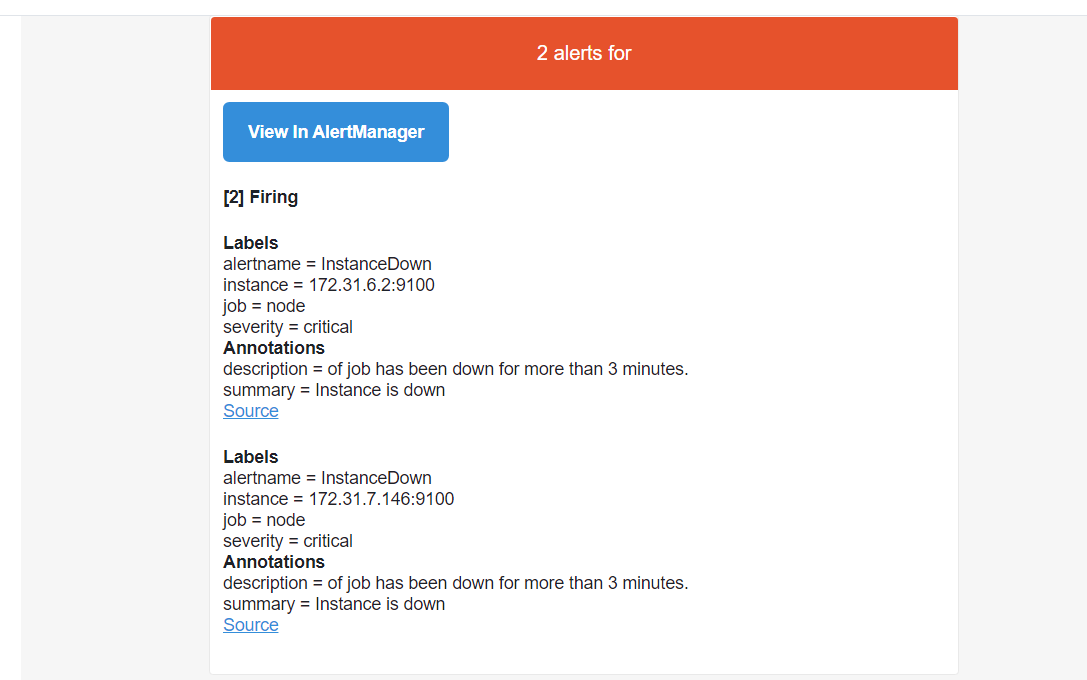 2 alerts for
View In AlertManager
[2] Firing
Labels
alertname = InstanceDown
instance = 172.31.6.2:9100
job = node
severity = critical
Annotations
description = of job has been down for more than 3 minutes.
summary = Instance is down
Source
Labels
alertname = InstanceDown
instance = 172.31.7.146:9100
job = node
severity = critical
Annotations
description = of job has been down for more than 3 minutes.
summary = Instance is down
Source